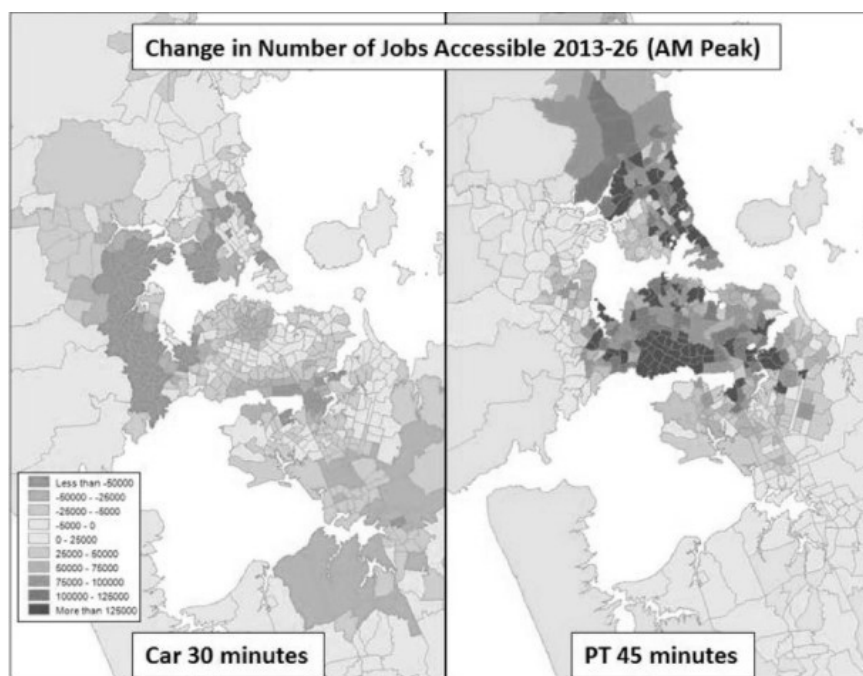 Change in Number of Jobs Accessible 2013-26 (AM Peak)
Less than -50000
-50000 - -25000
-25000 - -5000
-5000 - 0
0 - 25000
25000 - 50000
50000 - 75000
75000 - 100000
100000 - 125000
More than 125000
Car 30 minutes
PT 45 minutes